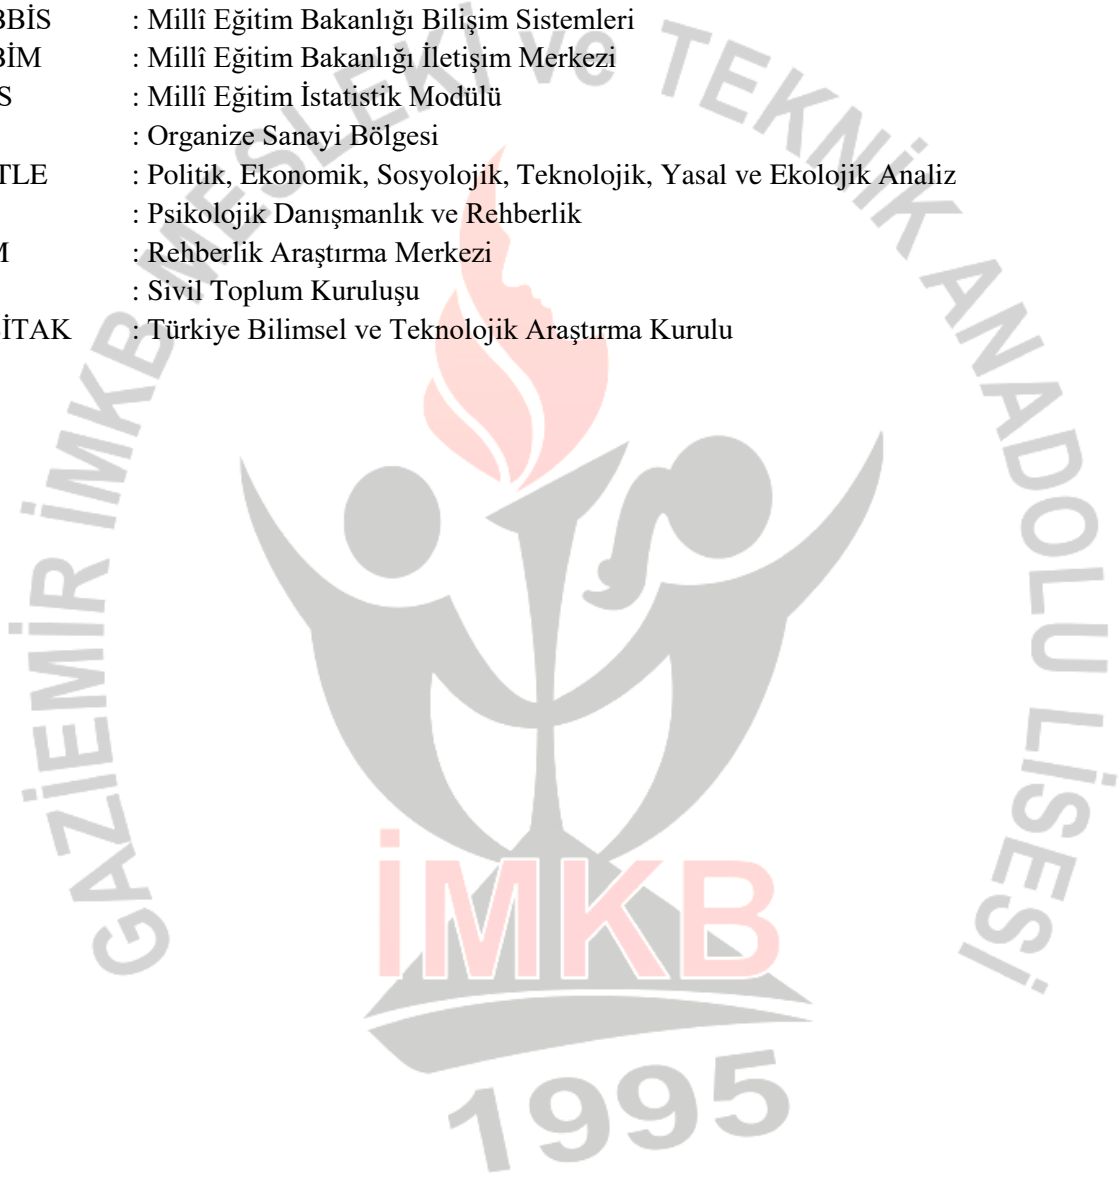 BBİS : Millî Eğitim Bakanlığı Bilişim Sistemleri
BİM : Millî Eğitim Bakanlığı İletişim Merkezi
S : Millî Eğitim İstatistik Modülü
: Organize Sanayi Bölgesi
TLE : Politik, Ekonomik, Sosyolojik, Teknolojik, Yasal ve Ekolojik Analiz
: Psikolojik Danışmanlık ve Rehberlik
M : Rehberlik Araştırma Merkezi
: Sivil Toplum Kuruluşu
İTAK : Türkiye Bilimsel ve Teknolojik Araştırma Kurulu
GAZİEMİR İMKB MESLEKİ ve TEKNİK ANADOLU LİSESİ
İMKB
1995